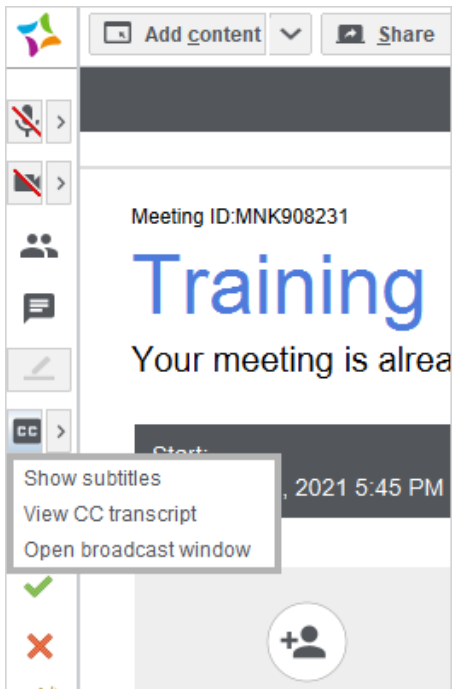 Add content
Share
Meeting ID:MNK908231
Training
Your meeting is alrea
CC
Start:
Show subtitles
, 2021 5:45 PM
View CC transcript
Open broadcast window